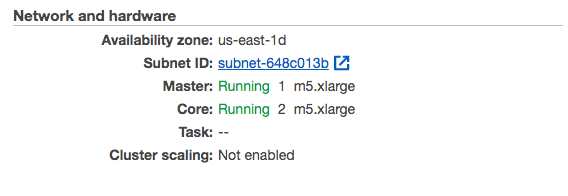 Network and hardware
Availability zone: us-east-1d
Subnet ID: subnet-648c013b
Master: Running 1 m5.xlarge
Core: Running 2 m5.xlarge
Task: --
Cluster scaling: Not enabled